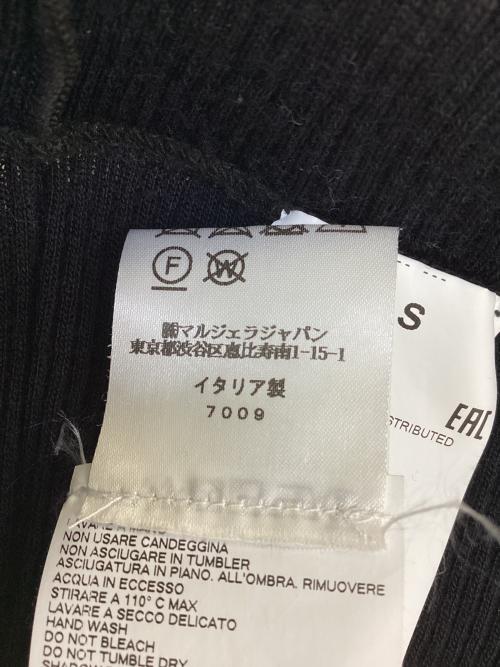 F
W
㈱マルジェラジャパン
東京都渋谷区恵比寿南1-15-1
イタリア製
7009
S
STRIBUTED
EAC
LAVARE A MANO
NON USARE CANDEGGINA
NON ASCIUGARE IN TUMBLER
ASCIUGATURA IN PIANO. ALL'OMBRA. RIMUOVERE
ACQUA IN ECCESSO
STIRARE A 110° C MAX
LAVARE A SECCO DELICATO
HAND WASH
DO NOT BLEACH
DO NOT TUMBLE DRY